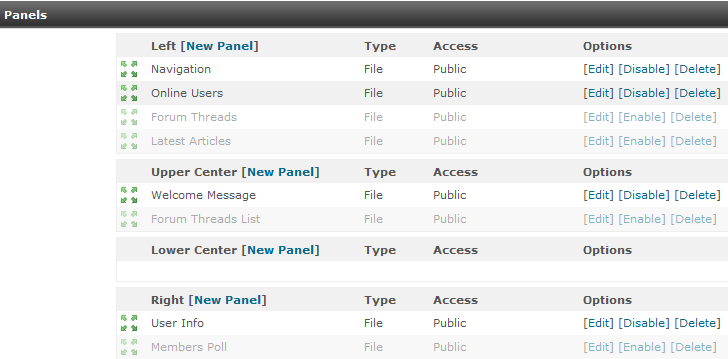 Panels
Left [New Panel] Type Access Options
Navigation File Public [Edit] [Disable] [Delete]
Online Users File Public [Edit] [Disable] [Delete]
Forum Threads File Public [Edit] [Enable] [Delete]
Latest Articles File Public [Edit] [Enable] [Delete]
Upper Center [New Panel] Type Access Options
Welcome Message File Public [Edit] [Disable] [Delete]
Forum Threads List File Public [Edit] [Enable] [Delete]
Lower Center [New Panel] Type Access Options
Right [New Panel] Type Access Options
User Info File Public [Edit] [Disable] [Delete]
Members Poll File Public [Edit] [Enable] [Delete]